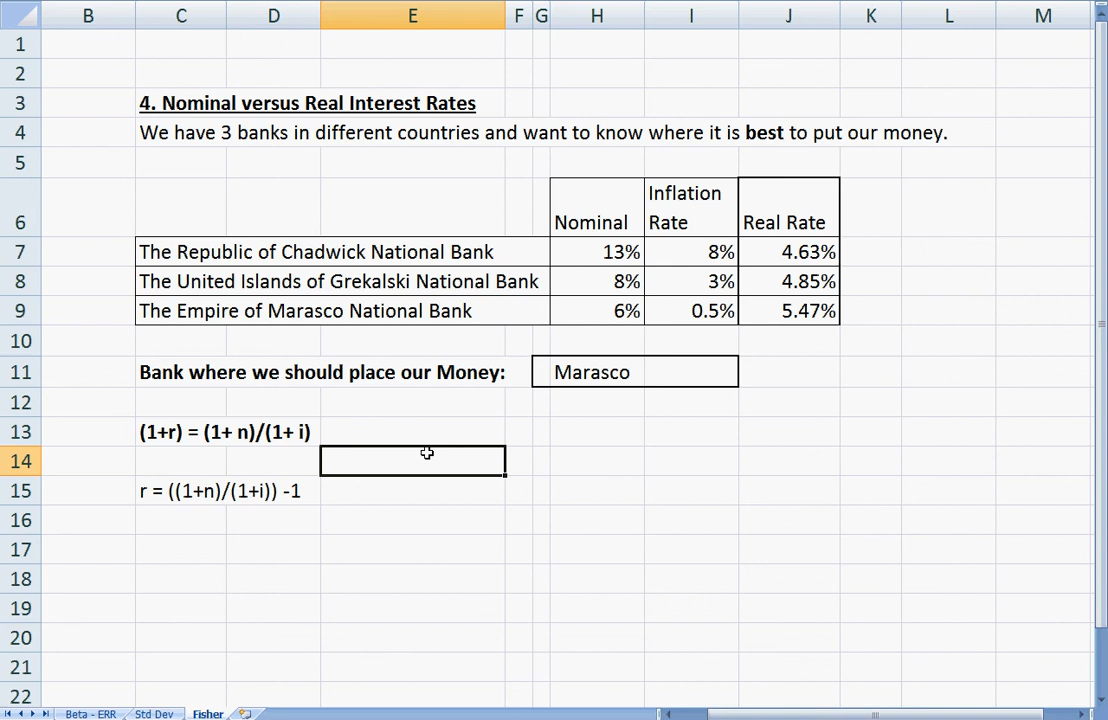 B C D E F G H I J K L M
1
2
3 4. Nominal versus Real Interest Rates
4 We have 3 banks in different countries and want to know where it is best to put our money.
5
Inflation
6 Nominal Rate Real Rate
7 The Republic of Chadwick National Bank 13% 8% 4.63%
8 The United Islands of Grekalski National Bank 8% 3% 4.85%
9 The Empire of Marasco National Bank 6% 0.5% 5.47%
10
11 Bank where we should place our Money: Marasco
12
13 (1+r) = (1+ n)/(1+ i)
14
15 r = ((1+n)/(1+i)) -1
16
17
18
19
20
21
22
Beta - ERR Std Dev Fisher